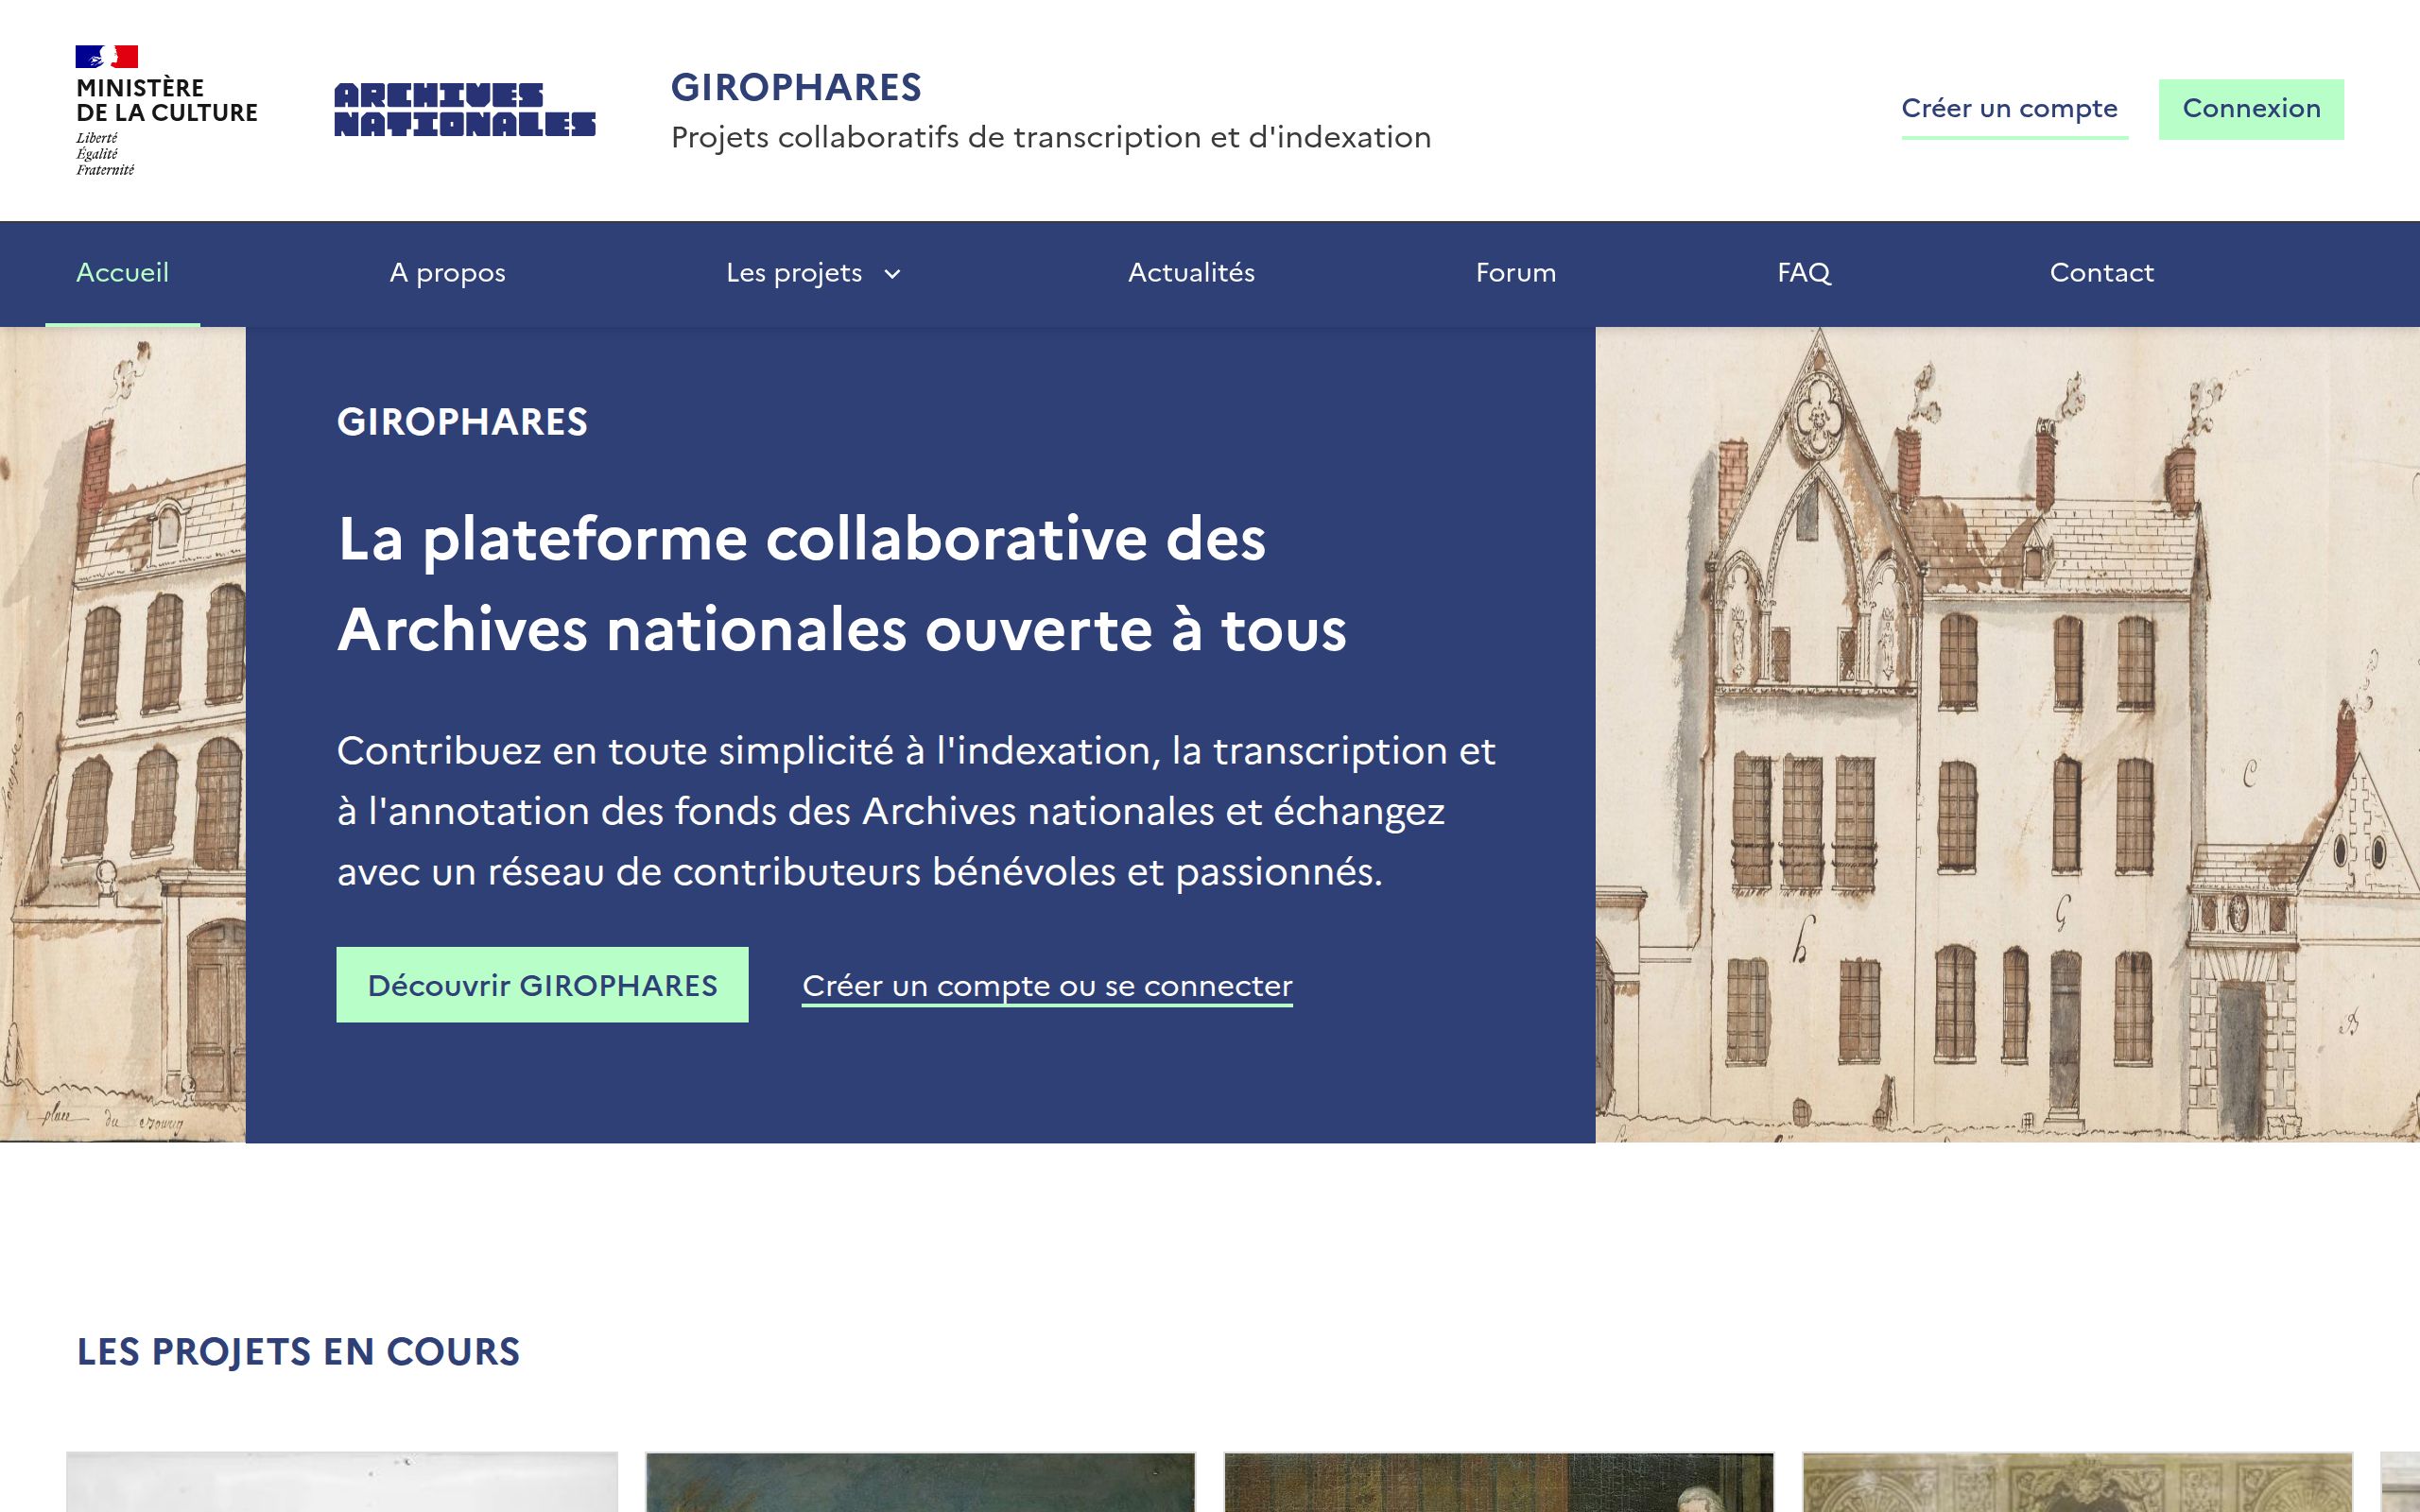 MINISTÈRE
DE LA CULTURE
Liberté
Égalité
Fraternité
ARCHIVES
NATIONALES
GIROPHARES
Projets collaboratifs de transcription et d'indexation
Créer un compte
Connexion
Accueil
A propos
Les projets
Actualités
Forum
FAQ
Contact
GIROPHARES
La plateforme collaborative des
Archives nationales ouverte à tous
Contribuez en toute simplicité à l'indexation, la transcription et
à l'annotation des fonds des Archives nationales et échangez
avec un réseau de contributeurs bénévoles et passionnés.
Découvrir GIROPHARES
Créer un compte ou se connecter
place du
h
G
C
B
LES PROJETS EN COURS